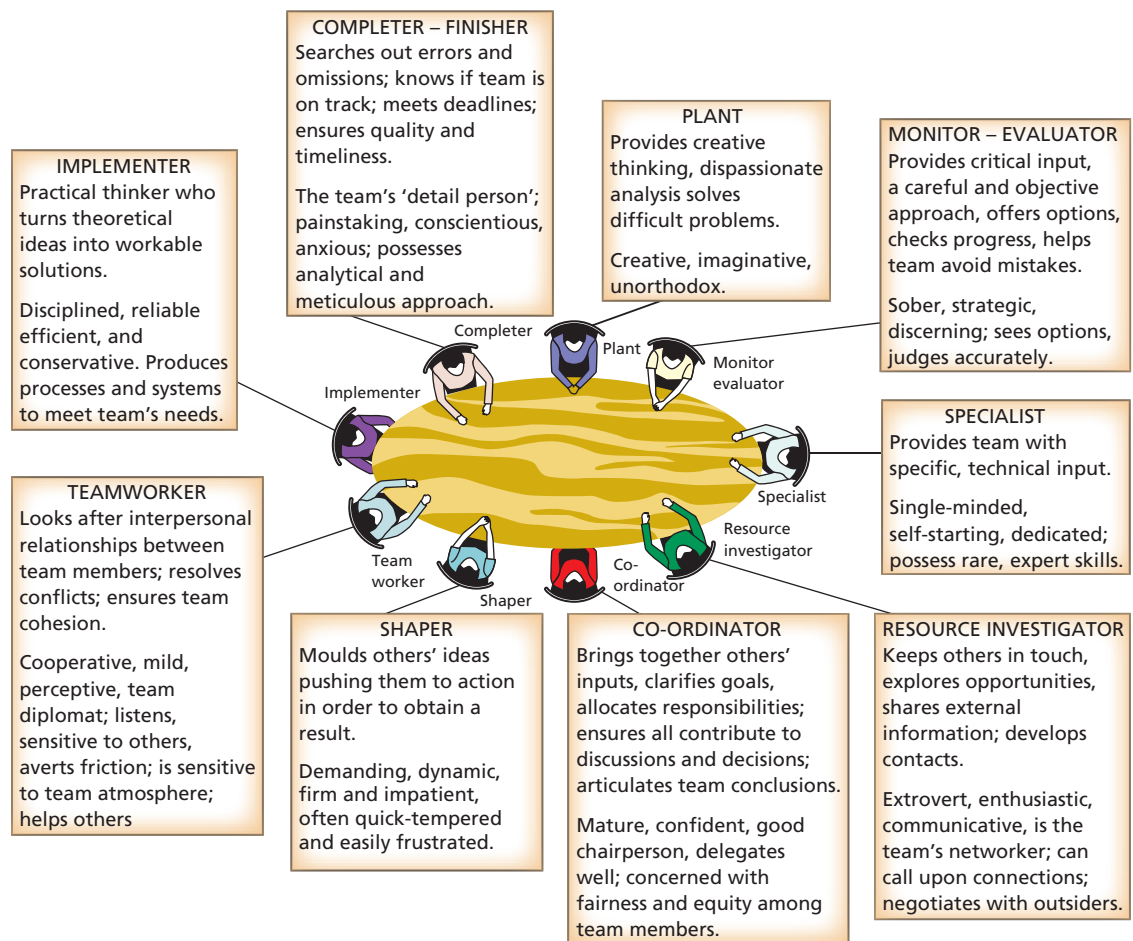 COMPLETER – FINISHER
Searches out errors and
omissions; knows if team is
on track; meets deadlines;
ensures quality and
timeliness.
The team's 'detail person';
painstaking, conscientious,
anxious; possesses
analytical and
meticulous approach.
PLANT
Provides creative
thinking, dispassionate
analysis solves
difficult problems.
Creative, imaginative,
unorthodox.
MONITOR – EVALUATOR
Provides critical input,
a careful and objective
approach, offers options,
checks progress, helps
team avoid mistakes.
Sober, strategic,
discerning; sees options,
judges accurately.
IMPLEMENTER
Practical thinker who
turns theoretical
ideas into workable
solutions.
Disciplined, reliable
efficient, and
conservative. Produces
processes and systems
to meet team's needs.
Completer
Plant
Monitor
evaluator
Implementer
Specialist
Resource
investigator
Team
worker
Shaper
Co-
ordinator
SPECIALIST
Provides team with
specific, technical input.
Single-minded,
self-starting, dedicated;
possess rare, expert skills.
TEAMWORKER
Looks after interpersonal
relationships between
team members; resolves
conflicts; ensures team
cohesion.
Cooperative, mild,
perceptive, team
diplomat; listens,
sensitive to others,
averts friction; is sensitive
to team atmosphere;
helps others
SHAPER
Moulds others' ideas
pushing them to action
in order to obtain a
result.
Demanding, dynamic,
firm and impatient,
often quick-tempered
and easily frustrated.
CO-ORDINATOR
Brings together others'
inputs, clarifies goals,
allocates responsibilities;
ensures all contribute to
discussions and decisions;
articulates team conclusions.
Mature, confident, good
chairperson, delegates
well; concerned with
fairness and equity among
team members.
RESOURCE INVESTIGATOR
Keeps others in touch,
explores opportunities,
shares external
information; develops
contacts.
Extrovert, enthusiastic,
communicative, is the
team's networker; can
call upon connections;
negotiates with outsiders.